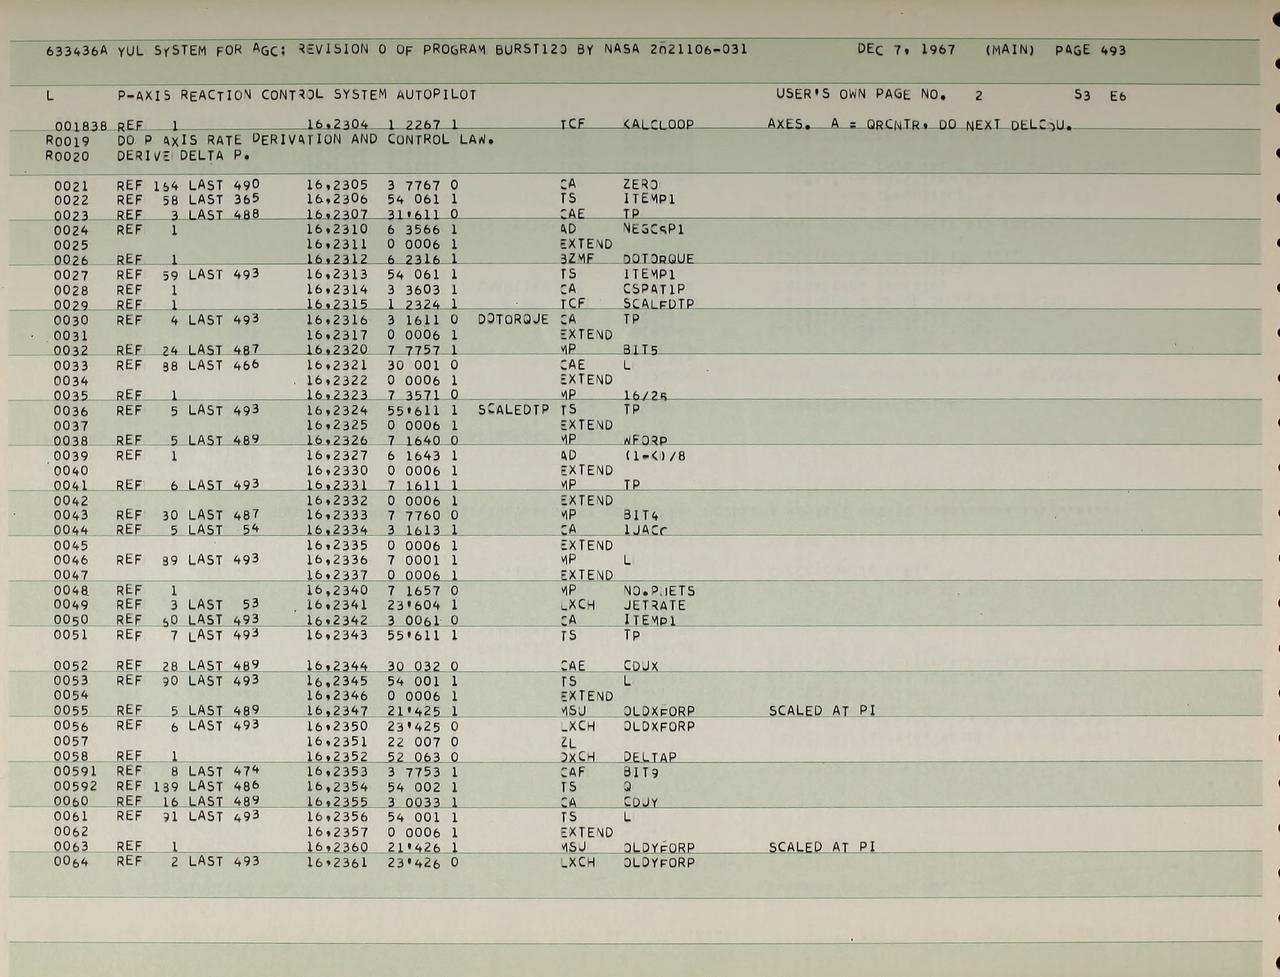 633436A YUL SYSTEM FOR AGC: REVISION 0 OF PROGRAM BURST120 BY NASA 2021106-031 DEC 7, 1967 (MAIN) PAGE 493
L P-AXIS REACTION CONTROL SYSTEM AUTOPILOT USER'S OWN PAGE NO. 2 S3 E6
001838 REF 1 16,2304 1 2267 1 TCF KALCLOOP AXES. A = QRCNTR, DO NEXT DELCDU.
R0019 DO P AXIS RATE DERIVATION AND CONTROL LAW.
R0020 DERIVE DELTA P.
0021 REF 164 LAST 490 16,2305 3 7767 0 CA ZERO
0022 REF 58 LAST 365 16,2306 54 061 1 TS ITEMP1
0023 REF 3 LAST 488 16,2307 31'611 0 CAE TP
0024 REF 1 16,2310 6 3566 1 AD NEGCSP1
0025 16,2311 0 0006 1 EXTEND
0026 REF 1 16,2312 6 2316 1 BZMF DOTORQUE
0027 REF 59 LAST 493 16,2313 54 061 1 TS ITEMP1
0028 REF 1 16,2314 3 3603 1 CA CSPAT1P
0029 REF 1 16,2315 1 2324 1 TCF SCALEDTP
0030 REF 4 LAST 493 16,2316 3 1611 0 DOTORQUE CA TP
0031 16,2317 0 0006 1 EXTEND
0032 REF 24 LAST 487 16,2320 7 7757 1 MP BIT5
0033 REF 88 LAST 466 16,2321 30 001 0 CAE L
0034 16,2322 0 0006 1 EXTEND
0035 REF 1 16,2323 7 3571 0 MP 16/25
0036 REF 5 LAST 493 16,2324 55'611 1 SCALEDTP TS TP
0037 16,2325 0 0006 1 EXTEND
0038 REF 5 LAST 489 16,2326 7 1640 0 MP WFORP
0039 REF 1 16,2327 6 1643 1 AD (1-K)/8
0040 16,2330 0 0006 1 EXTEND
0041 REF 6 LAST 493 16,2331 7 1611 1 MP TP
0042 16,2332 0 0006 1 EXTEND
0043 REF 30 LAST 487 16,2333 7 7760 0 MP BIT4
0044 REF 5 LAST 54 16,2334 3 1613 1 CA 1JACC
0045 16,2335 0 0006 1 EXTEND
0046 REF 89 LAST 493 16,2336 7 0001 1 MP L
0047 16,2337 0 0006 1 EXTEND
0048 REF 1 16,2340 7 1657 0 MP NO.PJETS
0049 REF 3 LAST 53 16,2341 23'604 1 LXCH JETRATE
0050 REF 60 LAST 493 16,2342 3 0061 0 CA ITEMP1
0051 REF 7 LAST 493 16,2343 55'611 1 TS TP
0052 REF 28 LAST 489 16,2344 30 032 0 CAE CDUX
0053 REF 90 LAST 493 16,2345 54 001 1 TS L
0054 16,2346 0 0006 1 EXTEND
0055 REF 5 LAST 489 16,2347 21'425 1 MSU OLDXFORP SCALED AT PI
0056 REF 6 LAST 493 16,2350 23'425 0 LXCH OLDXFORP
0057 16,2351 22 007 0 ZL
0058 REF 1 16,2352 52 063 0 DXCH DELTAP
00591 REF 8 LAST 474 16,2353 3 7753 1 CAF BIT9
00592 REF 189 LAST 486 16,2354 54 002 1 TS Q
0060 REF 16 LAST 489 16,2355 3 0033 1 CA CDUY
0061 REF 91 LAST 493 16,2356 54 001 1 TS L
0062 16,2357 0 0006 1 EXTEND
0063 REF 1 16,2360 21'426 1 MSU OLDYFORP SCALED AT PI
0064 REF 2 LAST 493 16,2361 23'426 0 LXCH OLDYFORP